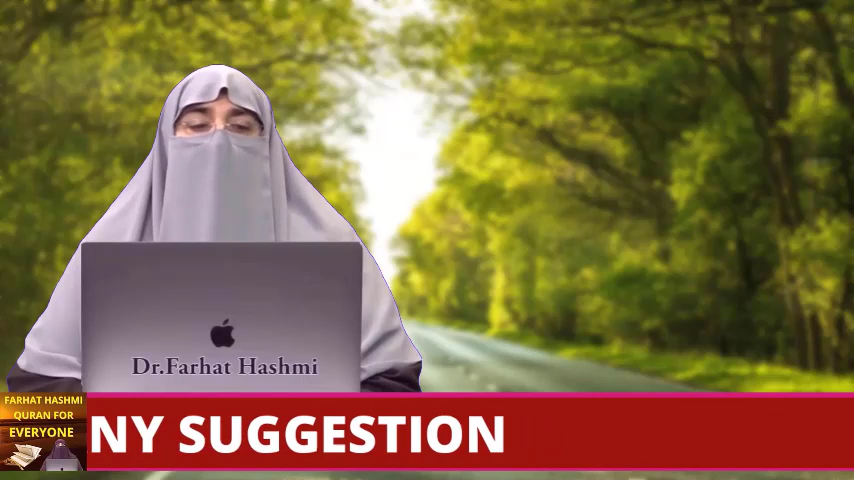 Dr.Farhat Hashmi
FARHAT HASHMI
QURAN FOR
EVERYONE
NY SUGGESTION